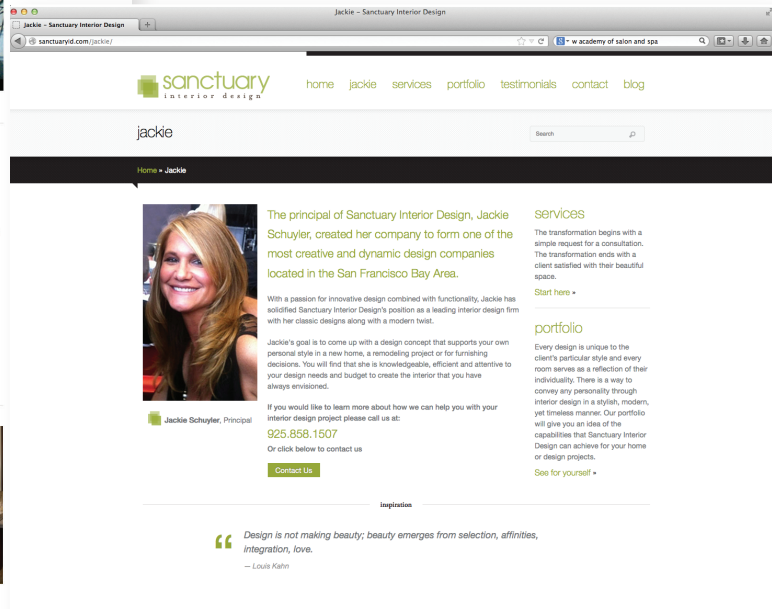 Jackie – Sanctuary Interior Design
Jackie – Sanctuary Interior Design
sanctuaryid.com/jackie/
w academy of salon and spa
sanctuary
interior design
home jackie services portfolio testimonials contact blog
jackie
Search
Home » Jackie
The principal of Sanctuary Interior Design, Jackie
Schuyler, created her company to form one of the
most creative and dynamic design companies
located in the San Francisco Bay Area.
With a passion for innovative design combined with functionality, Jackie has
solidified Sanctuary Interior Design's position as a leading interior design firm
with her classic designs along with a modern twist.
Jackie's goal is to come up with a design concept that supports your own
personal style in a new home, a remodeling project or for furnishing
decisions. You will find that she is knowledgeable, efficient and attentive to
your design needs and budget to create the interior that you have
always envisioned.
If you would like to learn more about how we can help you with your
interior design project please call us at:
925.858.1507
Or click below to contact us
Contact Us
Jackie Schuyler, Principal
services
The transformation begins with a
simple request for a consultation.
The transformation ends with a
client satisfied with their beautiful
space.
Start here »
portfolio
Every design is unique to the
client's particular style and every
room serves as a reflection of their
individuality. There is a way to
convey any personality through
interior design in a stylish, modern,
yet timeless manner. Our portfolio
will give you an idea of the
capabilities that Sanctuary Interior
Design can achieve for your home
or design projects.
See for yourself »
inspiration
Design is not making beauty; beauty emerges from selection, affinities,
integration, love.
— Louis Kahn